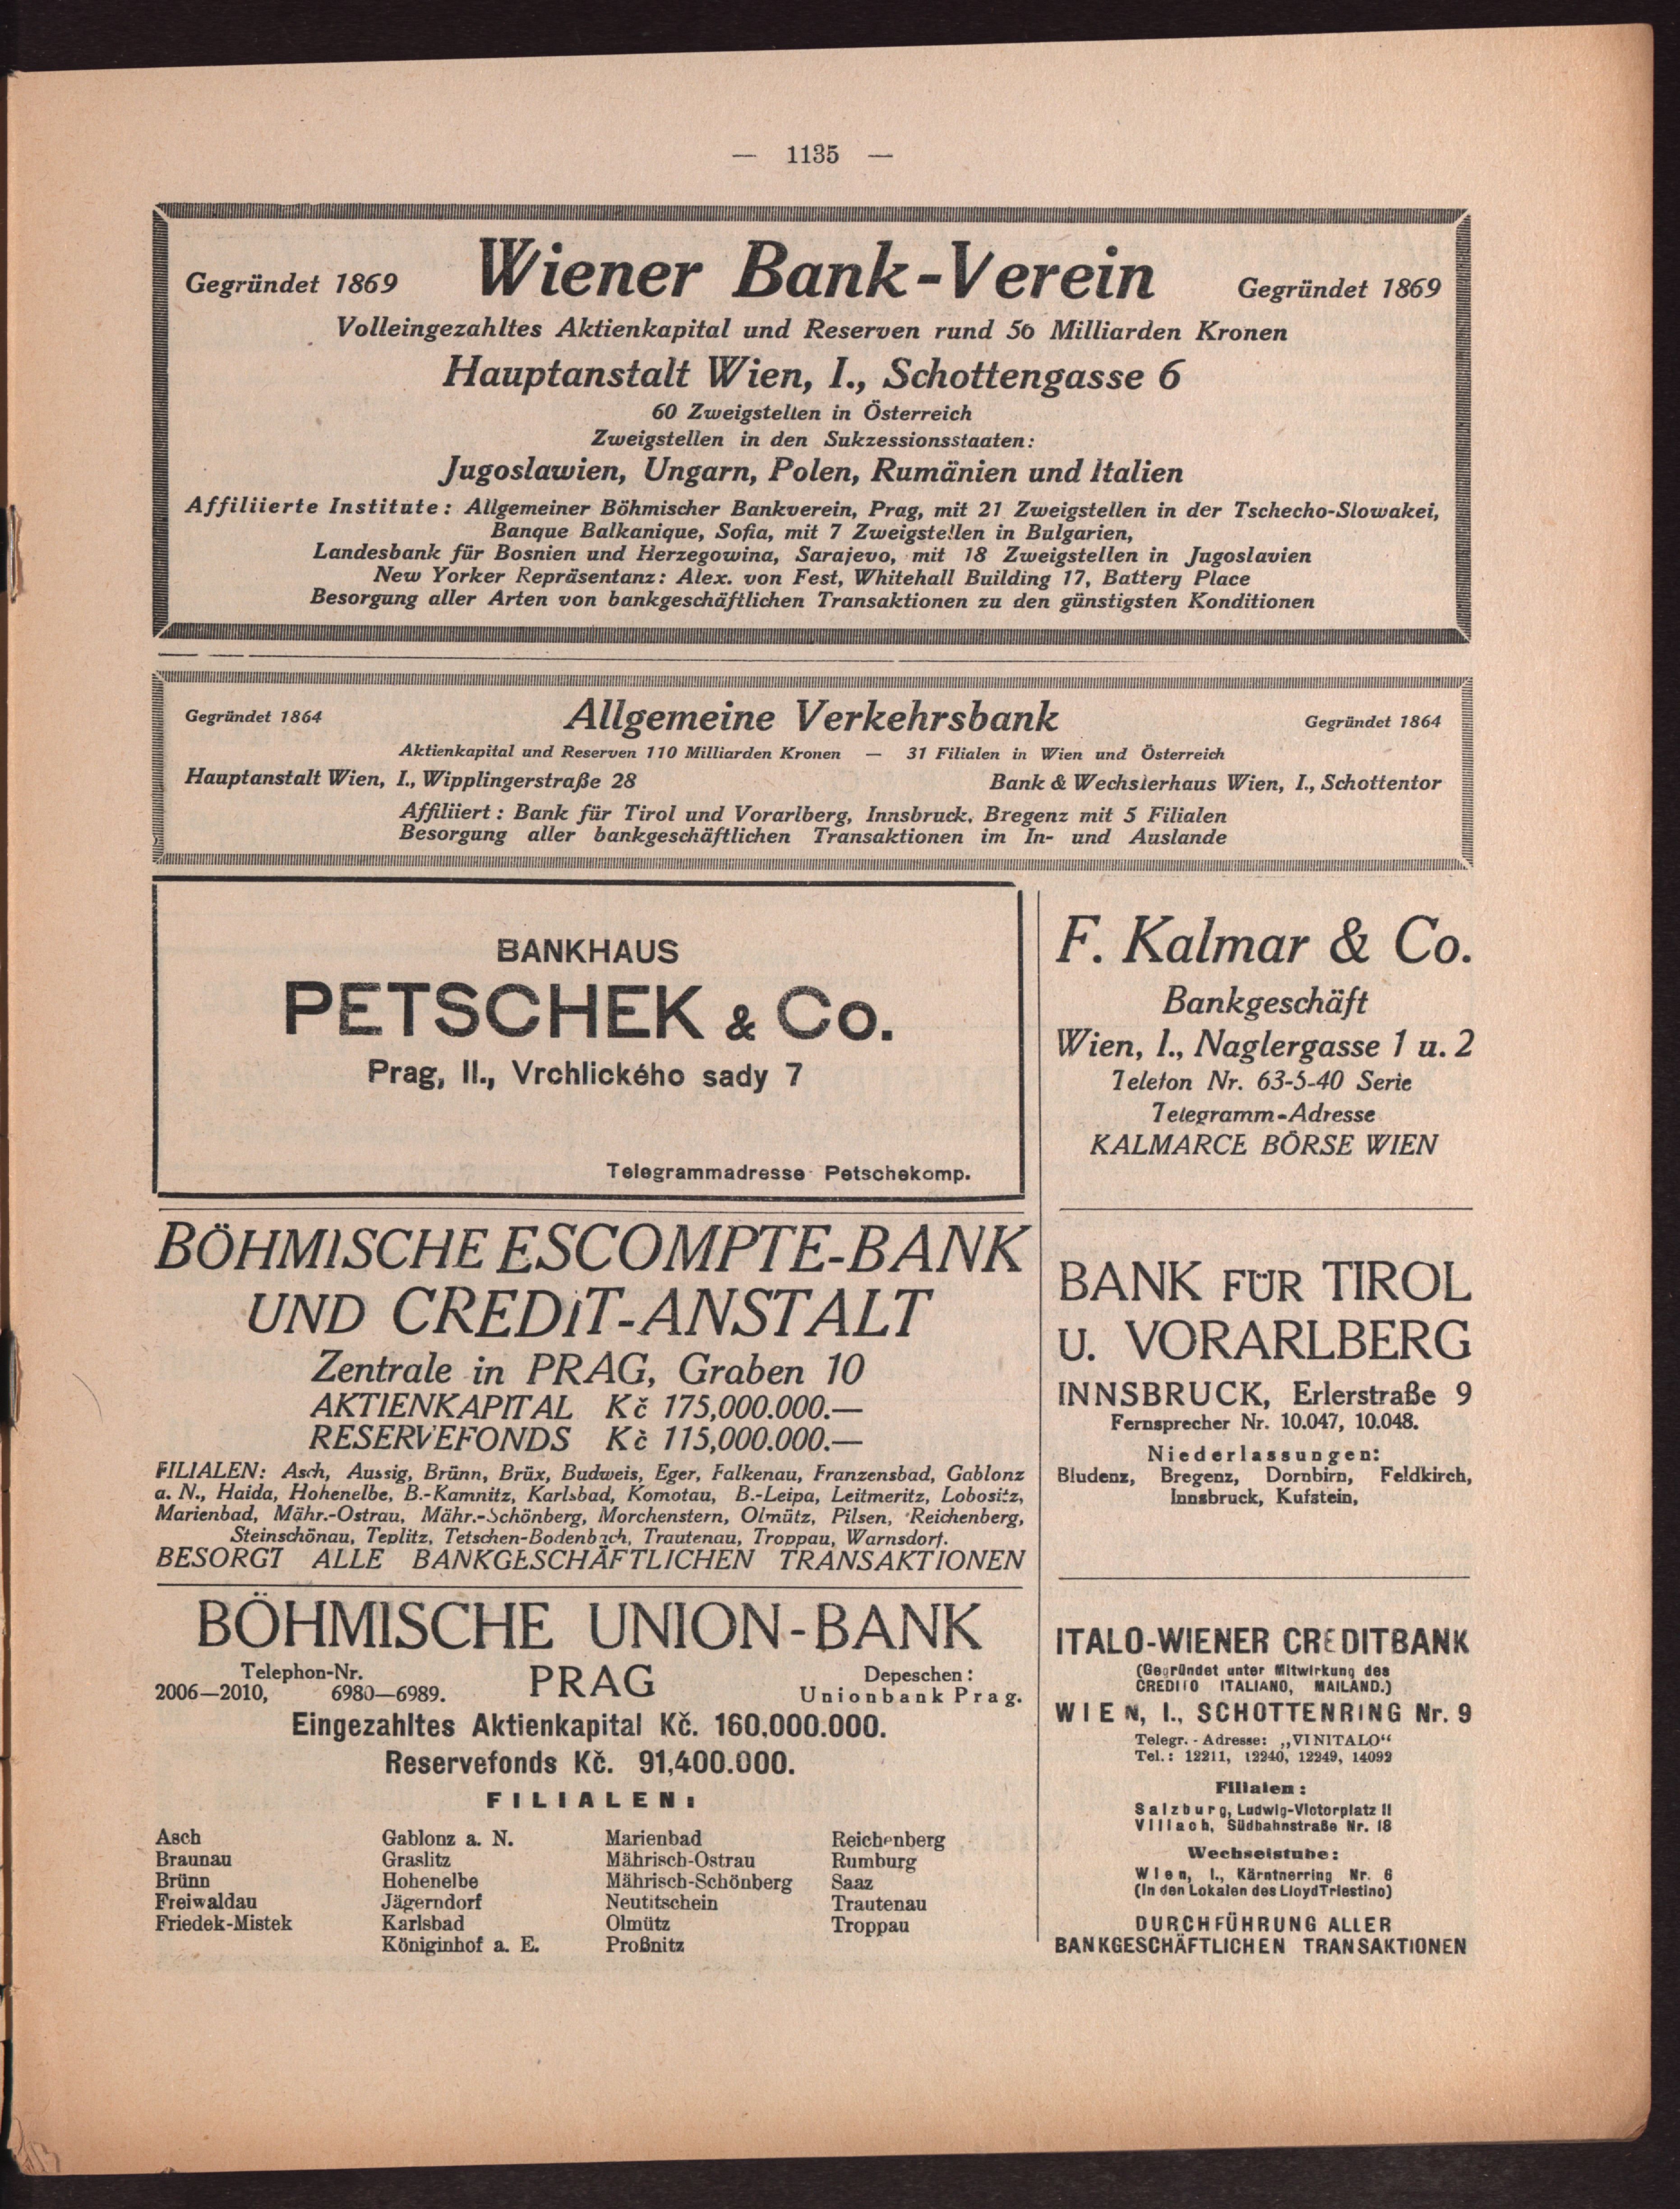 — 1135 —
Gegründet 1869
Wiener Bank-Verein
Gegründet 1869
Volleingezahltes Aktienkapital und Reserven rund 56 Milliarden Kronen
Hauptanstalt Wien, I., Schottengasse 6
60 Zweigstellen in Österreich
Zweigstellen in den Sukzessionsstaaten:
Jugoslawien, Ungarn, Polen, Rumänien und Italien
Affiliierte Institute: Allgemeiner Böhmischer Bankverein, Prag, mit 21 Zweigstellen in der Tschecho-Slowakei,
Banque Balkanique, Sofia, mit 7 Zweigstellen in Bulgarien,
Landesbank für Bosnien und Herzegowina, Sarajevo, mit 18 Zweigstellen in Jugoslavien
New Yorker Repräsentanz: Alex. von Fest, Whitehall Building 17, Battery Place
Besorgung aller Arten von bankgeschäftlichen Transaktionen zu den günstigsten Konditionen
Gegründet 1864
Allgemeine Verkehrsbank
Gegründet 1864
Aktienkapital und Reserven 110 Milliarden Kronen — 31 Filialen in Wien und Österreich
Hauptanstalt Wien, I., Wipplingerstraße 28
Bank & Wechslerhaus Wien, I., Schottentor
Affiliiert: Bank für Tirol und Vorarlberg, Innsbruck, Bregenz mit 5 Filialen
Besorgung aller bankgeschäftlichen Transaktionen im In- und Auslande
BANKHAUS
PETSCHEK & Co.
Prag, II., Vrchlického sady 7
Telegrammadresse Petschekomp.
F. Kalmar & Co.
Bankgeschäft
Wien, I., Naglergasse 1 u. 2
Telefon Nr. 63-5-40 Serie
Telegramm-Adresse
KALMARCE BÖRSE WIEN
BÖHMISCHE ESCOMPTE-BANK
UND CREDIT-ANSTALT
Zentrale in PRAG, Graben 10
AKTIENKAPITAL Kč 175,000.000.—
RESERVEFONDS Kč 115,000.000.—
FILIALEN: Asch, Aussig, Brünn, Brüx, Budweis, Eger, Falkenau, Franzensbad, Gablonz
a. N., Haida, Hohenelbe, B.-Kamnitz, Karlsbad, Komotau, B.-Leipa, Leitmeritz, Lobositz,
Marienbad, Mähr.-Ostrau, Mähr.-Schönberg, Morchenstern, Olmütz, Pilsen, Reichenberg,
Steinschönau, Teplitz, Tetschen-Bodenbach, Trautenau, Troppau, Warnsdorf.
BESORGT ALLE BANKGESCHÄFTLICHEN TRANSAKTIONEN
BANK FÜR TIROL
U. VORARLBERG
INNSBRUCK, Erlerstraße 9
Fernsprecher Nr. 10.047, 10.048.
Niederlassungen:
Bludenz, Bregenz, Dornbirn, Feldkirch,
Innsbruck, Kufstein,
BÖHMISCHE UNION-BANK
Telephon-Nr.
2006—2010, 6980—6989.
PRAG
Depeschen:
Unionbank Prag.
Eingezahltes Aktienkapital Kč. 160,000.000.
Reservefonds Kč. 91,400.000.
FILIALEN:
Asch
Braunau
Brünn
Freiwaldau
Friedek-Mistek
Gablonz a. N.
Graslitz
Hohenelbe
Jägerndorf
Karlsbad
Königinhof a. E.
Marienbad
Mährisch-Ostrau
Mährisch-Schönberg
Neutitschein
Olmütz
Proßnitz
Reichenberg
Rumburg
Saaz
Trautenau
Troppau
ITALO-WIENER CREDITBANK
(Gegründet unter Mitwirkung des
CREDITO ITALIANO, MAILAND.)
WIEN, I., SCHOTTENRING Nr. 9
Telegr.-Adresse: „VINITALO“
Tel.: 12211, 12240, 12249, 14092
Filialen:
Salzburg, Ludwig-Victorplatz 11
Villach, Südbahnstraße Nr. 18
Wechselstube:
Wien, I., Kärntnerring Nr. 6
(In den Lokalen des Lloyd Triestino)
DURCHFÜHRUNG ALLER
BANKGESCHÄFTLICHEN TRANSAKTIONEN